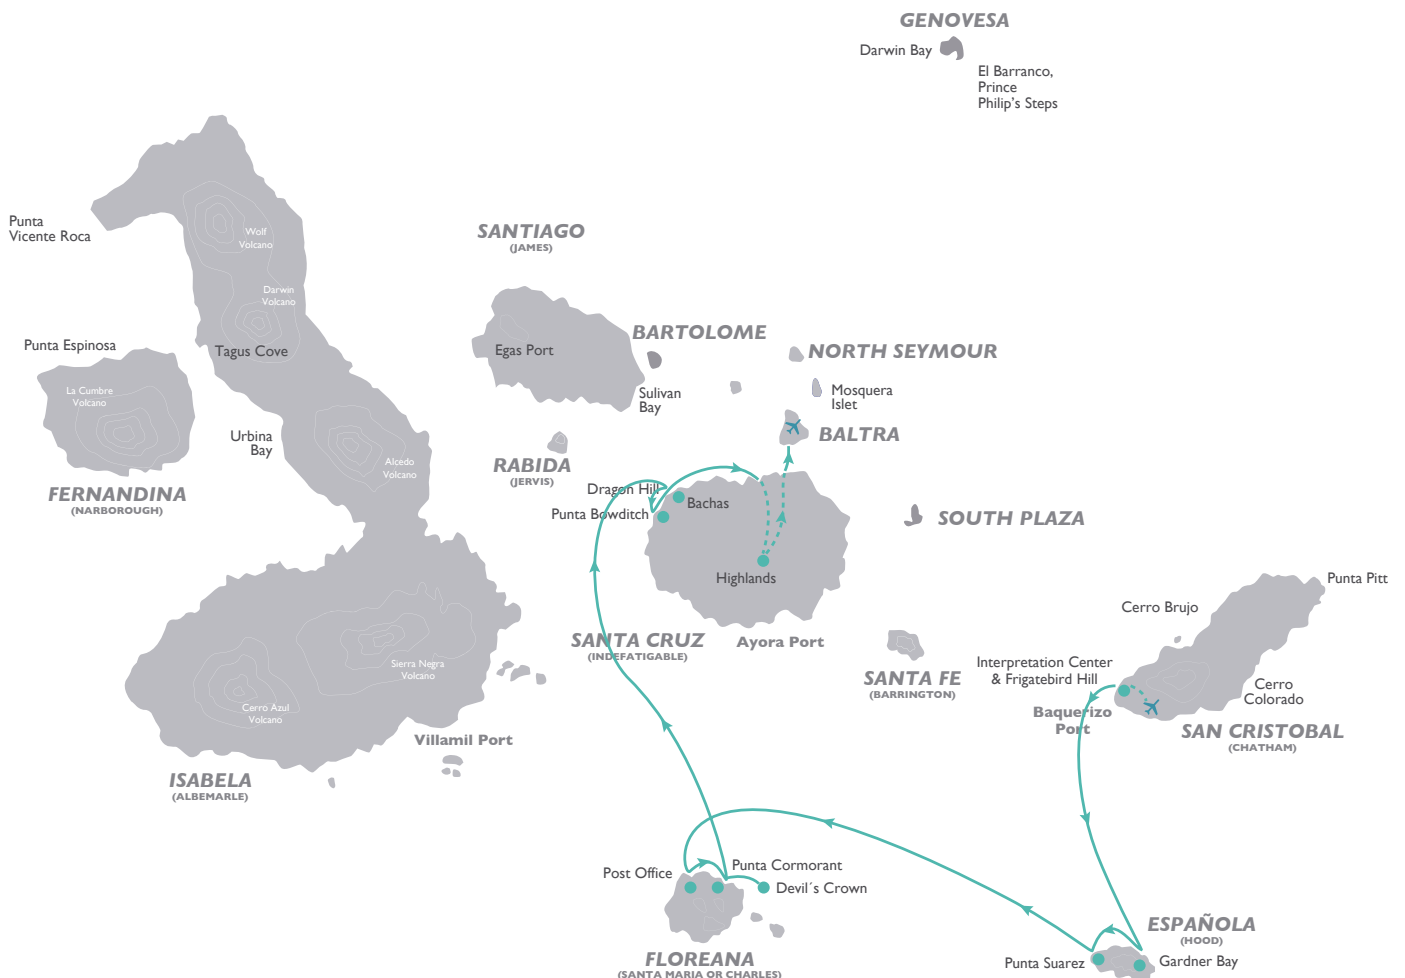 GENOVESA
Darwin Bay
El Barranco,
Prince
Philip's Steps
Punta
Vicente Roca
Wolf
Volcano
Darwin
Volcano
Tagus Cove
Punta Espinosa
La Cumbre
Volcano
FERNANDINA
(NARBOROUGH)
Urbina
Bay
Alcedo
Volcano
SANTIAGO
(JAMES)
Egas Port
BARTOLOME
Sulivan
Bay
NORTH SEYMOUR
Mosquera
Islet
BALTRA
RABIDA
(JERVIS)
Dragon Hill
Bachas
Punta Bowditch
Highlands
SOUTH PLAZA
SANTA CRUZ
(INDEFATIGABLE)
Ayora Port
SANTA FE
(BARRINGTON)
Punta Pitt
Cerro Brujo
Interpretation Center
& Frigatebird Hill
Cerro
Colorado
Baquerizo
Port
SAN CRISTOBAL
(CHATHAM)
Sierra Negra
Volcano
Cerro Azul
Volcano
Villamil Port
ISABELA
(ALBEMARLE)
Post Office
Punta Cormorant
Devil´s Crown
FLOREANA
(SANTA MARIA OR CHARLES)
ESPAÑOLA
(HOOD)
Punta Suarez
Gardner Bay